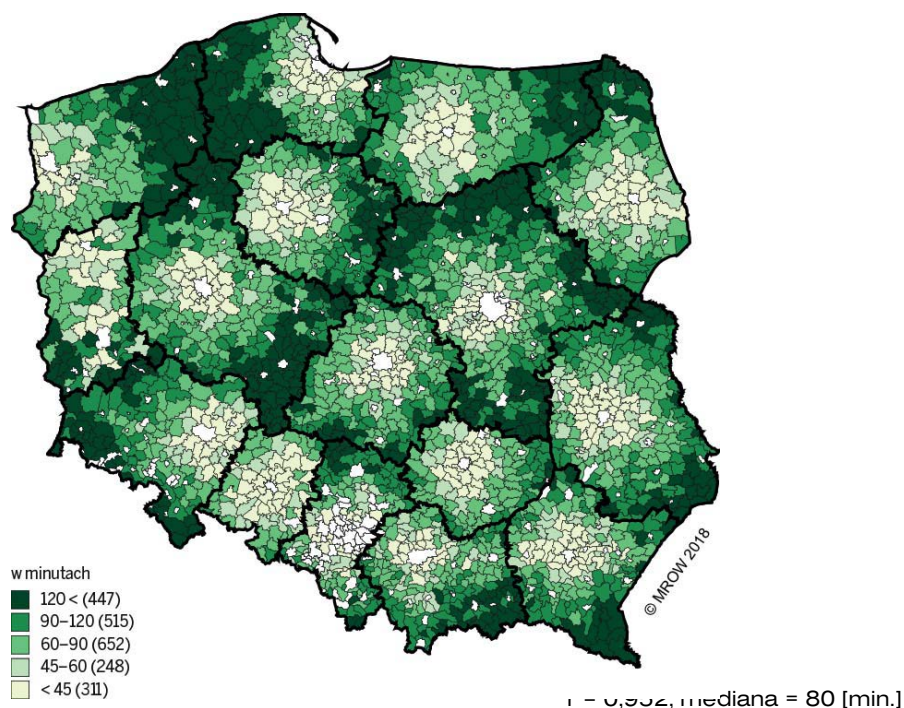 © MROW 2018
w minutach
120 < (447)
90–120 (515)
60–90 (652)
45–60 (248)
< 45 (311)
mediana = 80 [min.]